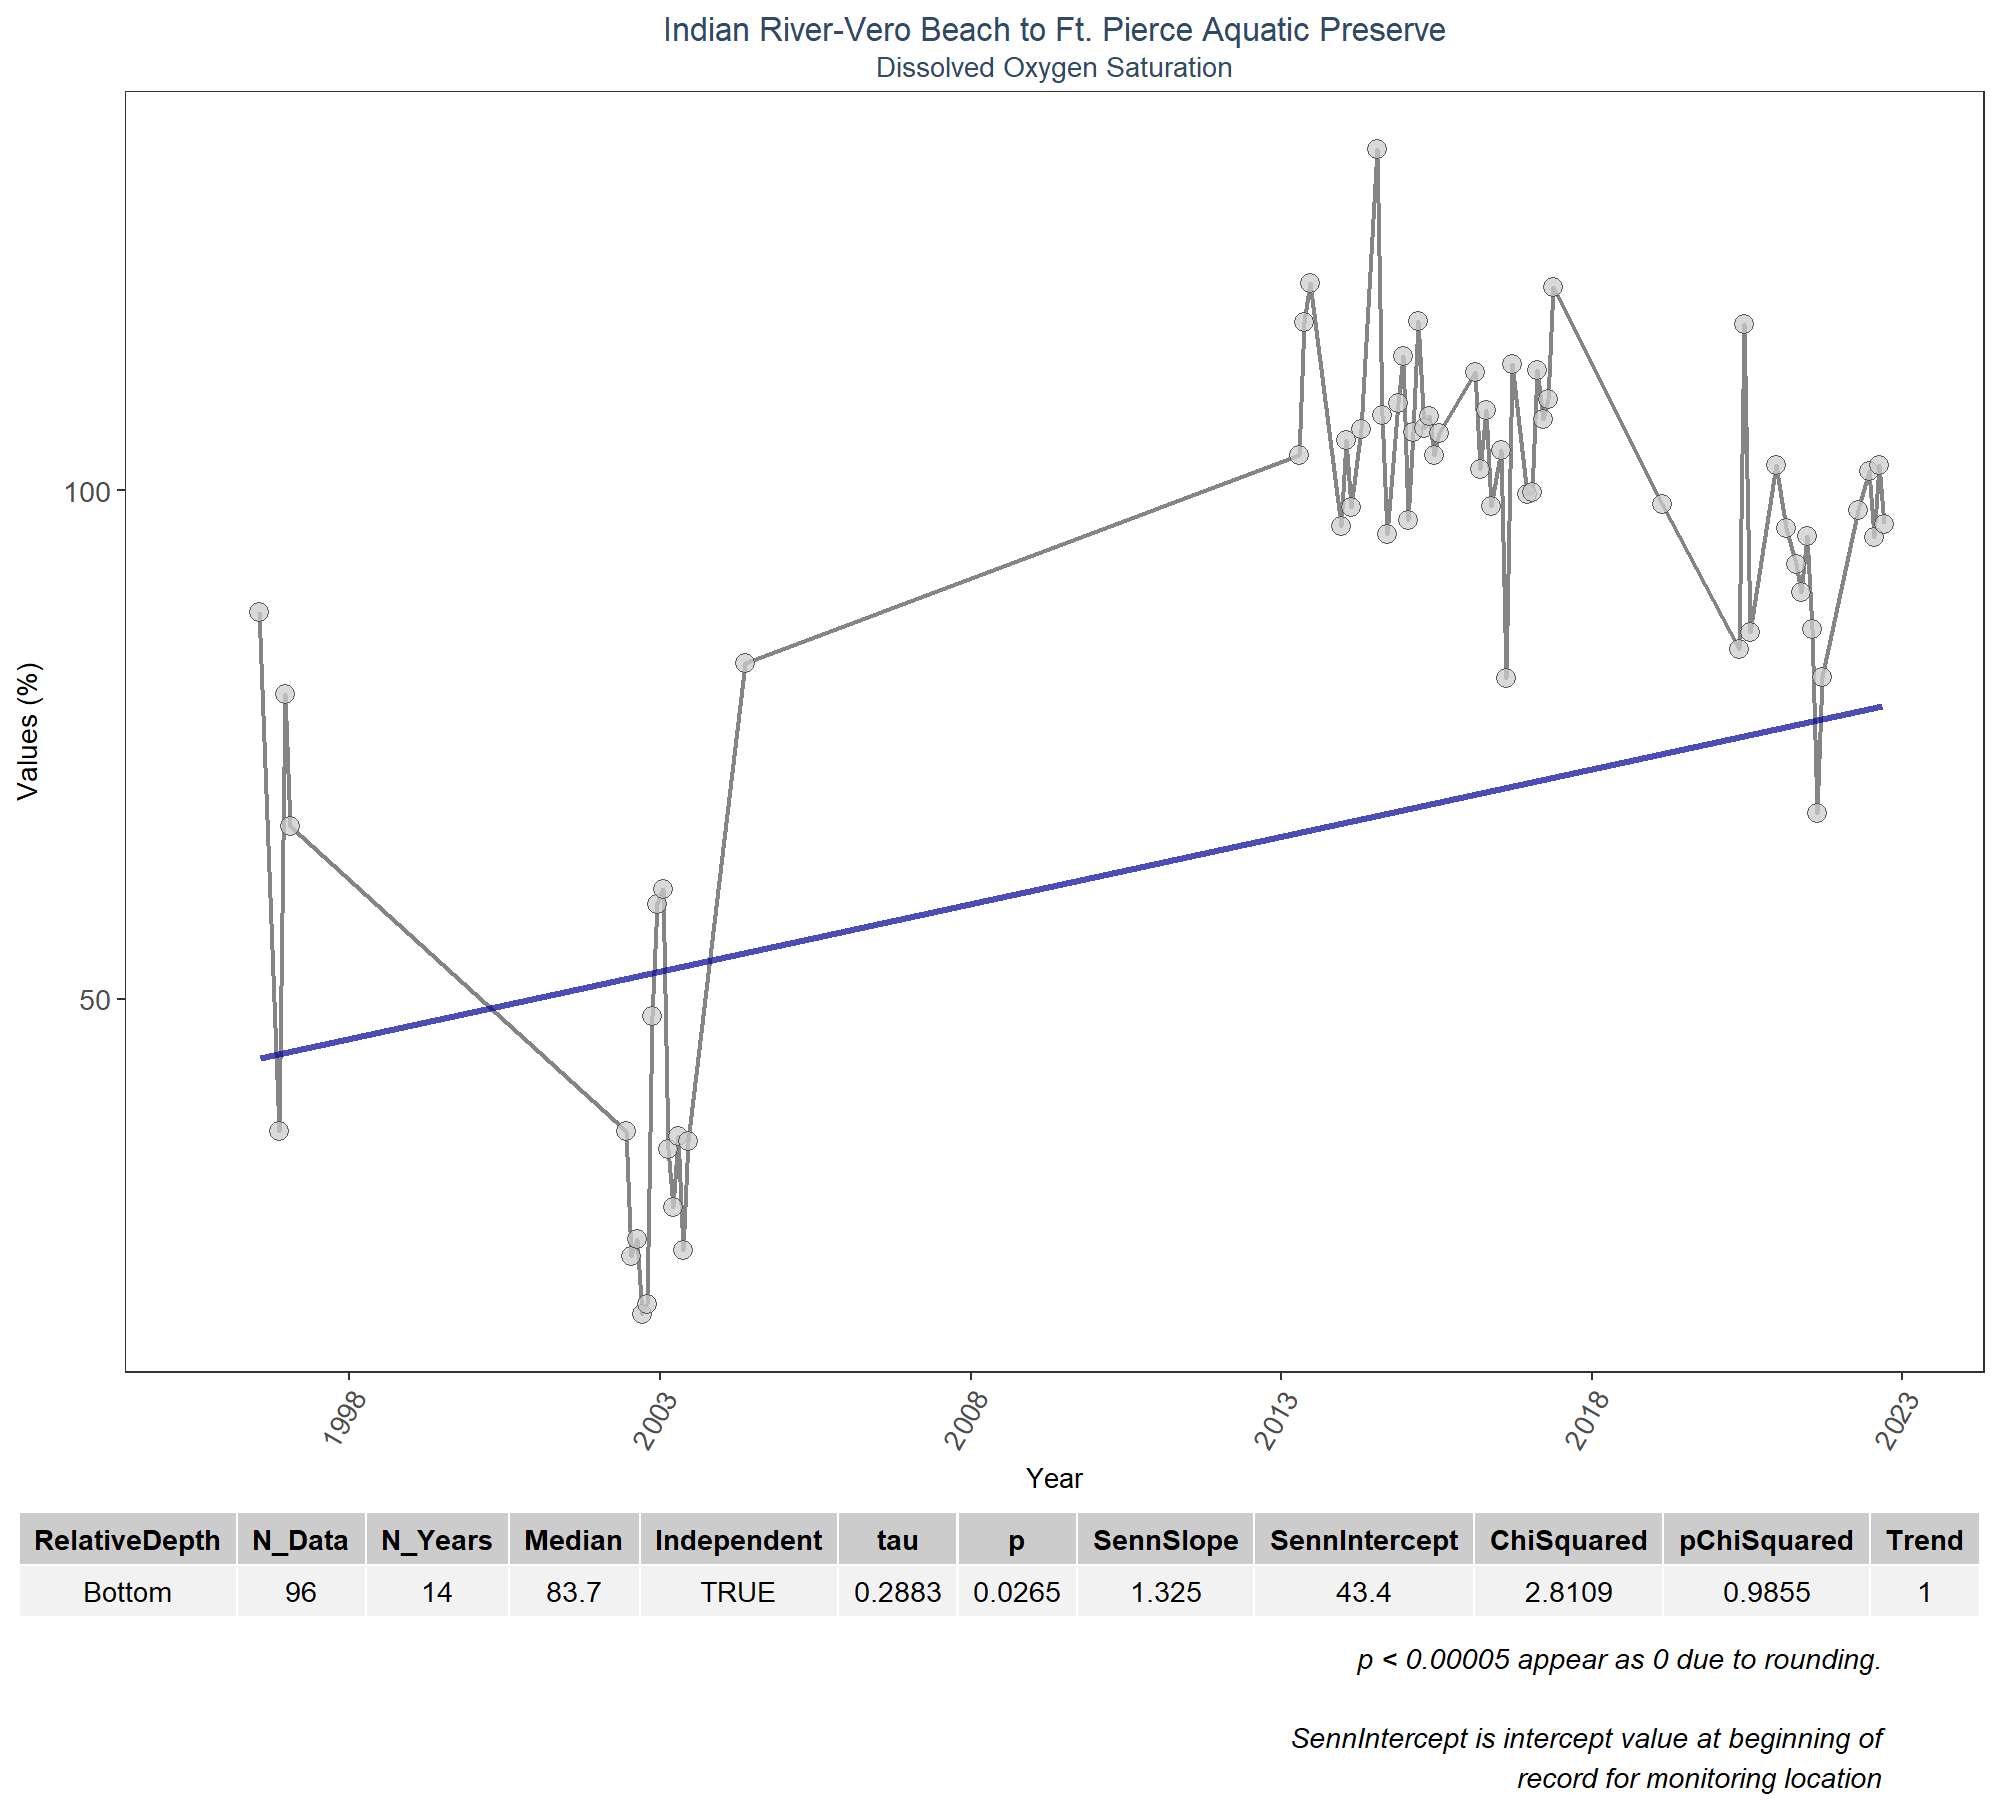 Indian River-Vero Beach to Ft. Pierce Aquatic Preserve
Dissolved Oxygen Saturation
Values (%)
100
50
1998 2003 2008 2013 2018 2023
Year
RelativeDepth N_Data N_Years Median Independent tau p SennSlope SennIntercept ChiSquared pChiSquared Trend
Bottom 96 14 83.7 TRUE 0.2883 0.0265 1.325 43.4 2.8109 0.9855 1
p < 0.00005 appear as 0 due to rounding.
SennIntercept is intercept value at beginning of
record for monitoring location